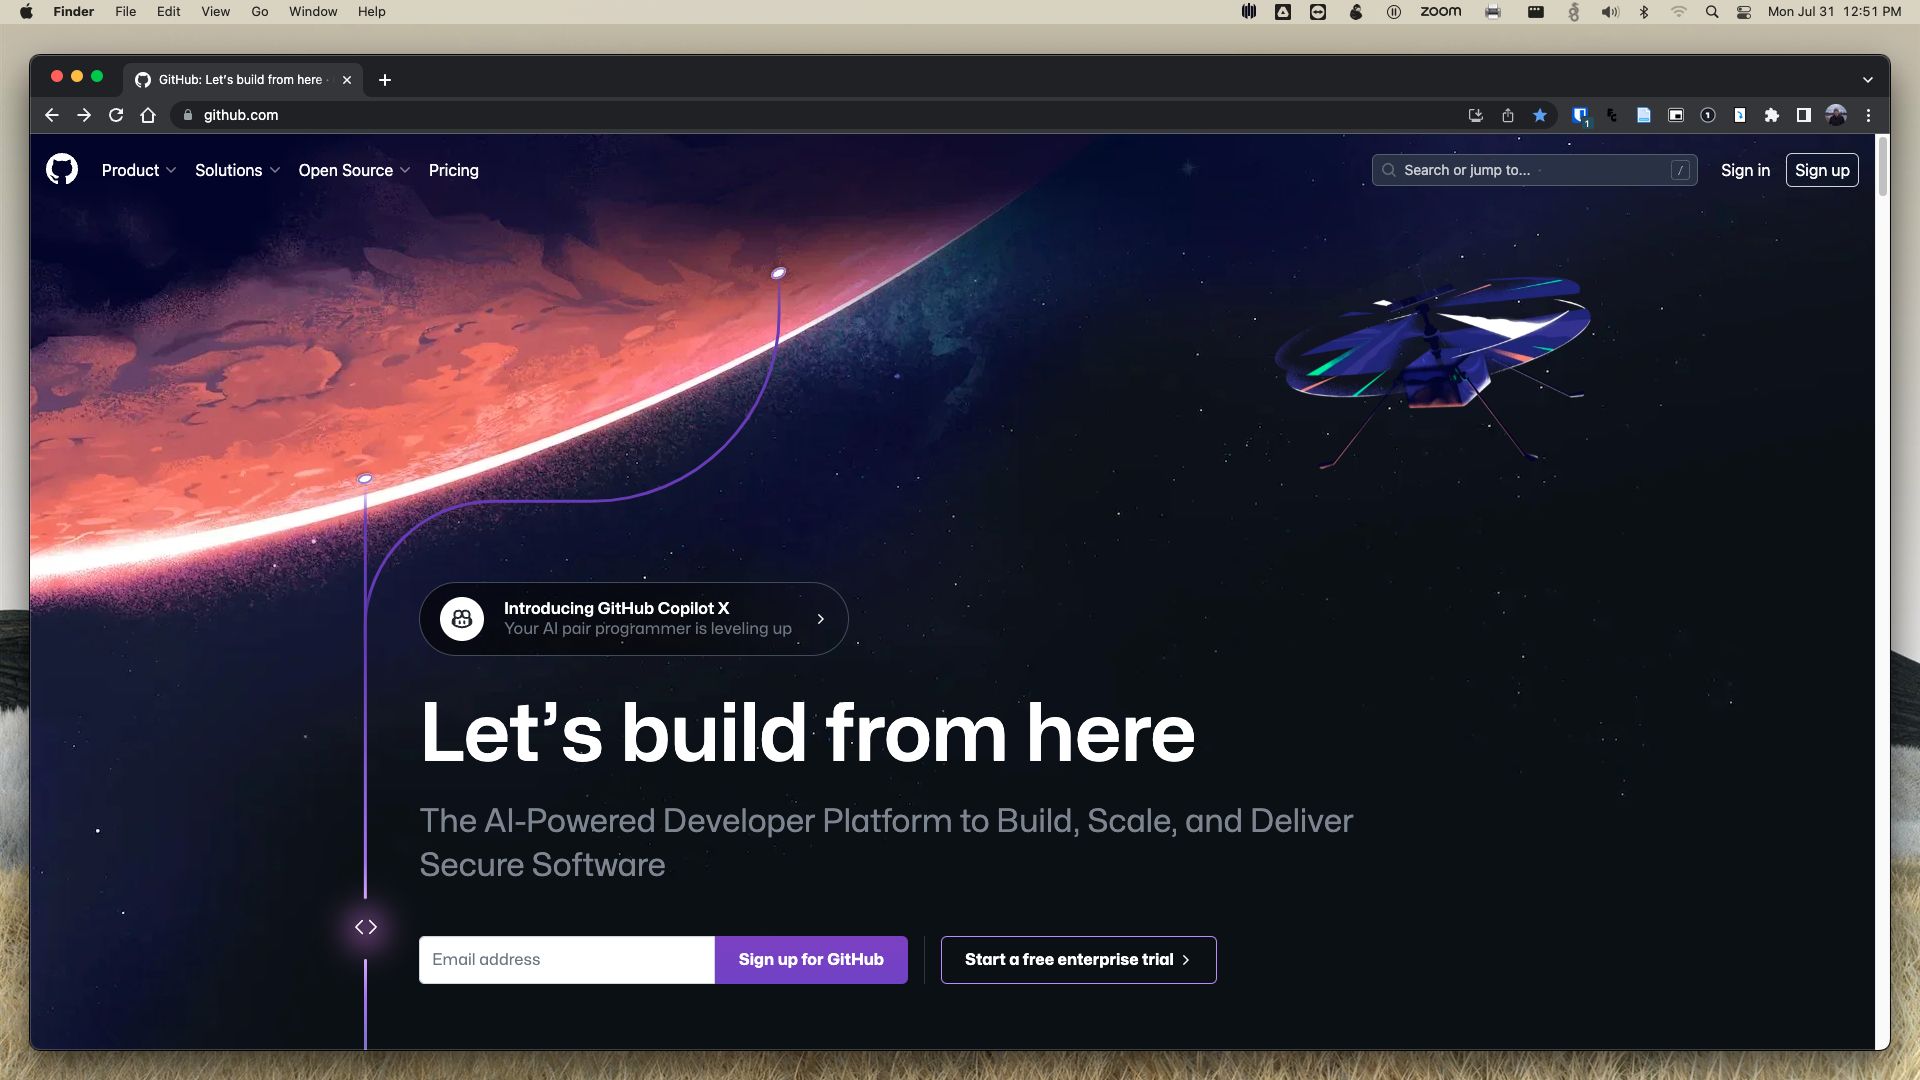 Finder File Edit View Go Window Help
zoom Mon Jul 31 12:51 PM
GitHub: Let's build from here ·
github.com
1
Product Solutions Open Source Pricing
Search or jump to... /
Sign in Sign up
Introducing GitHub Copilot X
Your AI pair programmer is leveling up
Let’s build from here
The AI-Powered Developer Platform to Build, Scale, and Deliver
Secure Software
Email address Sign up for GitHub Start a free enterprise trial